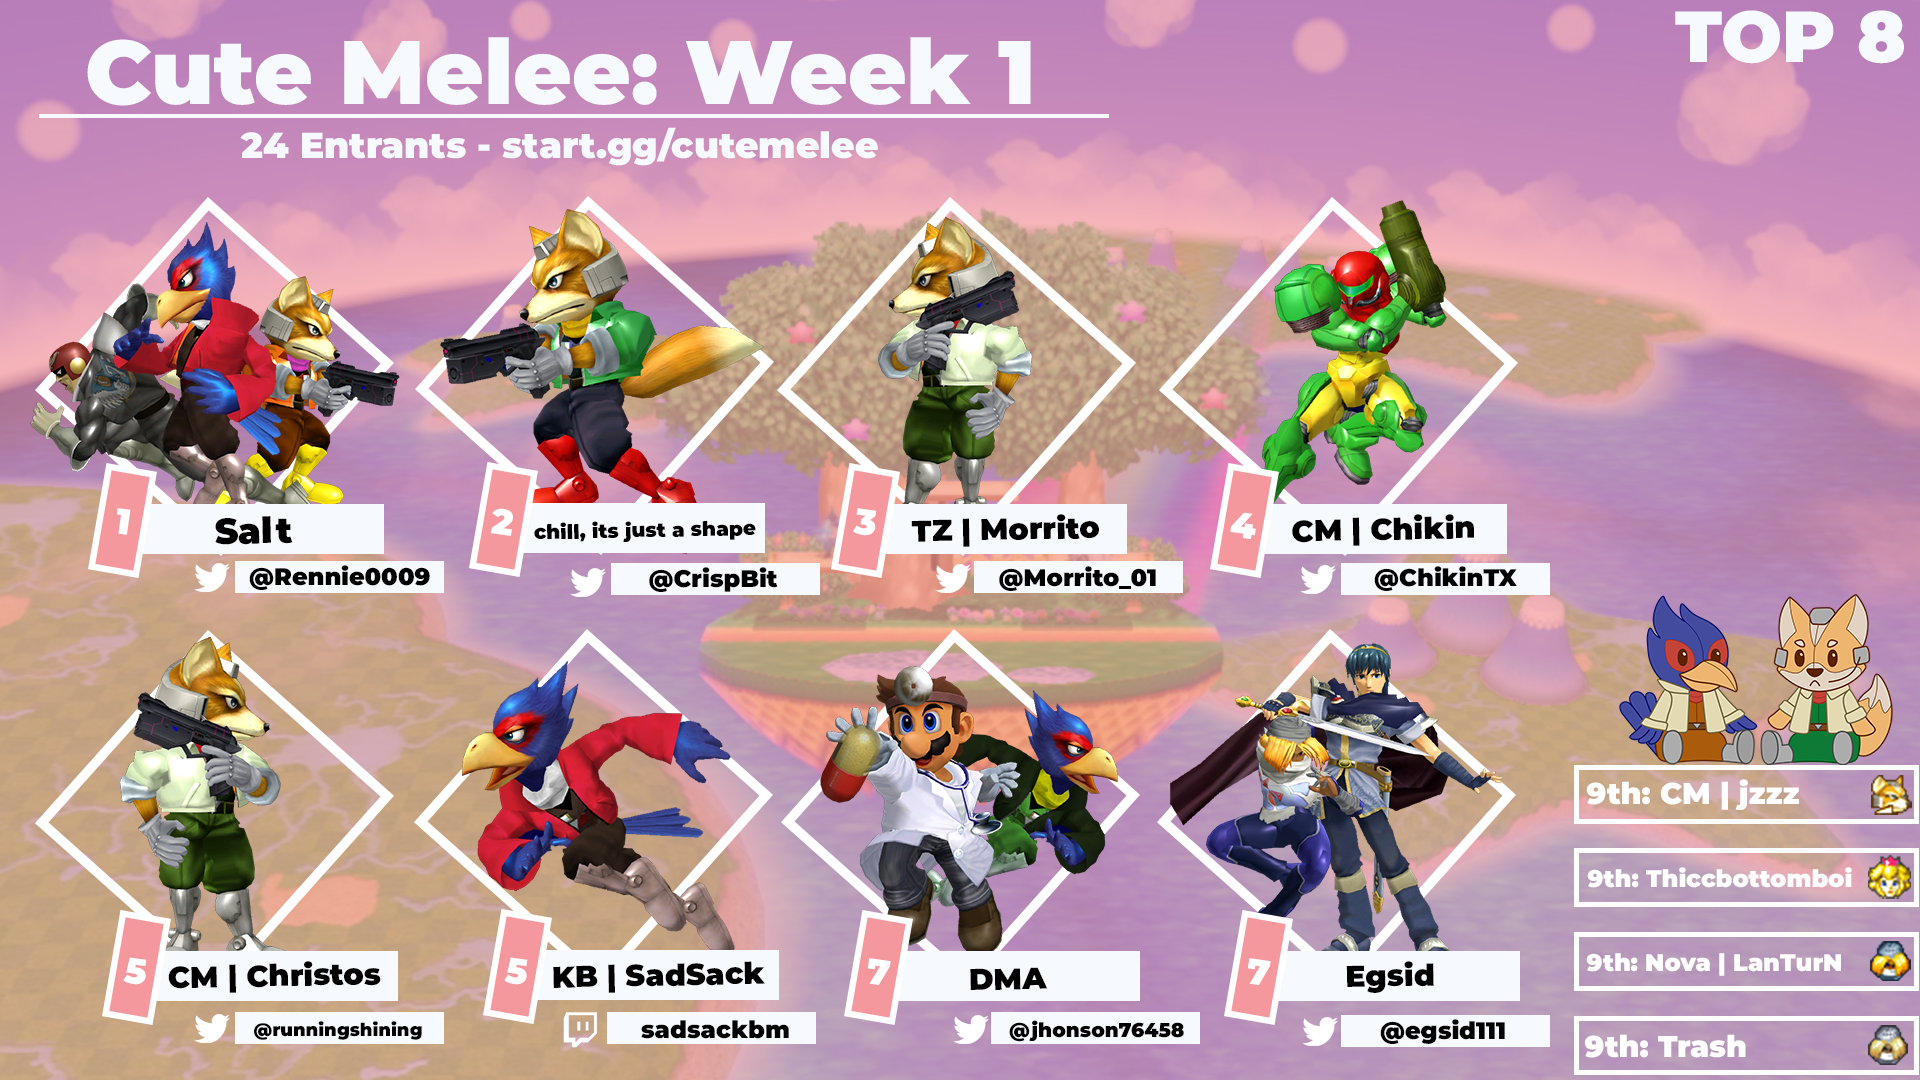 Cute Melee: Week 1
TOP 8
24 Entrants - start.gg/cutemelee
1
Salt
@Rennie0009
2
chill, its just a shape
@CrispBit
3
TZ | Morrito
@Morrito_01
4
CM | Chikin
@ChikinTX
5
CM | Christos
@runningshining
5
KB | SadSack
sadsackbm
7
DMA
@jhonson76458
7
Egsid
@egsid111
9th: CM | jzzz
9th: Thiccbottomboi
9th: Nova | LanTurN
9th: Trash